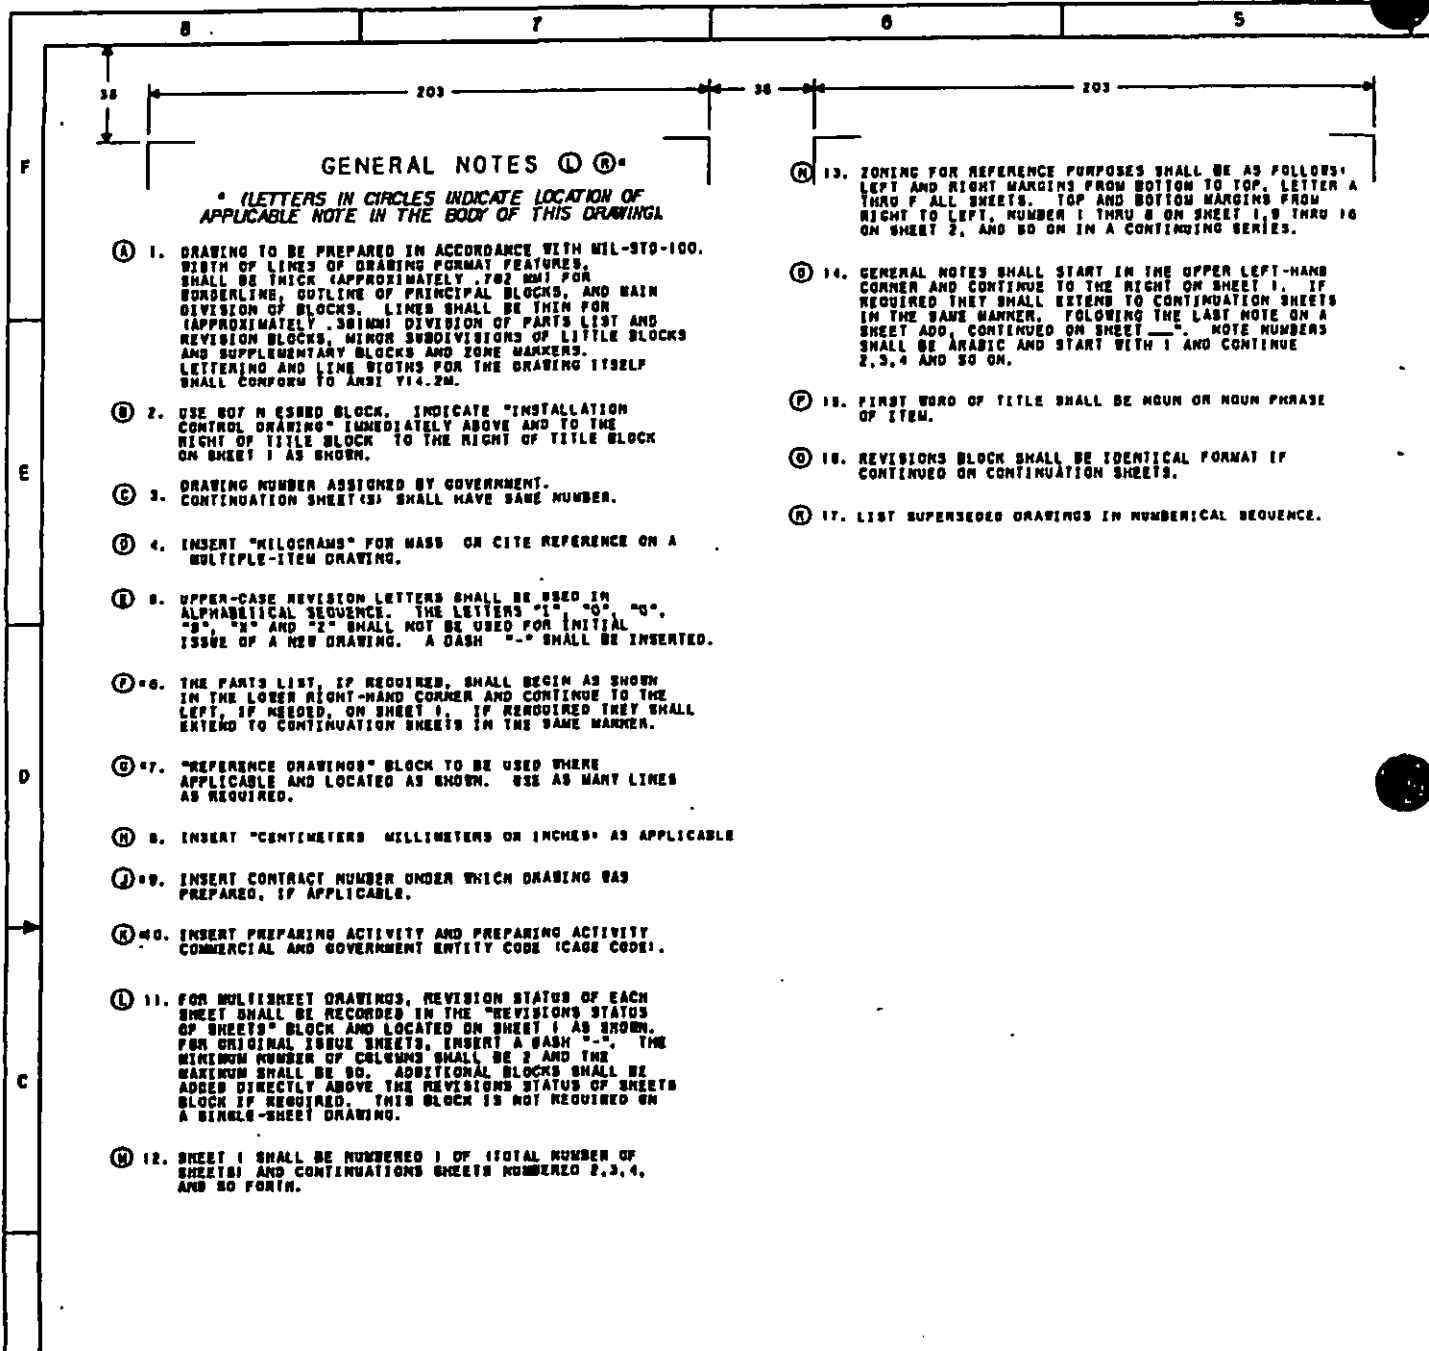 8 7 6 5
38 203 38 203
F
E
D
C
GENERAL NOTES Ⓛ Ⓡ*
* (LETTERS IN CIRCLES INDICATE LOCATION OF
APPLICABLE NOTE IN THE BODY OF THIS DRAWING).
Ⓐ 1. DRAWING TO BE PREPARED IN ACCORDANCE WITH MIL-STD-100.
WIDTH OF LINES OF DRAWING FORMAT FEATURES,
SHALL BE THICK (APPROXIMATELY .762 MM) FOR
BORDERLINE, OUTLINE OF PRINCIPAL BLOCKS, AND MAIN
DIVISION OF BLOCKS. LINES SHALL BE THIN FOR
(APPROXIMATELY .381MM) DIVISION OF PARTS LIST AND
REVISION BLOCKS, MINOR SUBDIVISIONS OF LITTLE BLOCKS
AND SUPPLEMENTARY BLOCKS AND ZONE MARKERS.
LETTERING AND LINE WIDTHS FOR THE DRAWING ITSELF
SHALL CONFORM TO ANSI Y14.2M.
Ⓑ 2. USE BLOCK. INDICATE "INSTALLATION
CONTROL DRAWING" IMMEDIATELY ABOVE AND TO THE
RIGHT OF TITLE BLOCK TO THE RIGHT OF TITLE BLOCK
ON SHEET 1 AS SHOWN.
Ⓒ 3. DRAWING NUMBER ASSIGNED BY GOVERNMENT.
CONTINUATION SHEET(S) SHALL HAVE SAME NUMBER.
Ⓓ 4. INSERT "KILOGRAMS" FOR MASS OR CITE REFERENCE ON A
MULTIPLE-ITEM DRAWING.
Ⓔ 5. UPPER-CASE REVISION LETTERS SHALL BE USED IN
ALPHABETICAL SEQUENCE. THE LETTERS "I", "O", "Q",
"S", "X" AND "Z" SHALL NOT BE USED FOR INITIAL
ISSUE OF A NEW DRAWING. A DASH "-" SHALL BE INSERTED.
Ⓕ *6. THE PARTS LIST, IF REQUIRED, SHALL BEGIN AS SHOWN
IN THE LOWER RIGHT-HAND CORNER AND CONTINUE TO THE
LEFT, IF NEEDED, ON SHEET 1. IF RERQUIRED THEY SHALL
EXTEND TO CONTINUATION SHEETS IN THE SAME MANNER.
Ⓖ *7. "REFERENCE DRAWINGS" BLOCK TO BE USED WHERE
APPLICABLE AND LOCATED AS SHOWN. USE AS MANY LINES
AS REQUIRED.
Ⓗ 8. INSERT "CENTIMETERS MILLIMETERS OR INCHES" AS APPLICABLE
Ⓙ *9. INSERT CONTRACT NUMBER UNDER WHICH DRAWING WAS
PREPARED, IF APPLICABLE.
Ⓚ *10. INSERT PREPARING ACTIVITY AND PREPARING ACTIVITY
COMMERCIAL AND GOVERNMENT ENTITY CODE (CAGE CODE).
Ⓛ 11. FOR MULTISHEET DRAWINGS, REVISION STATUS OF EACH
SHEET SHALL BE RECORDED IN THE "REVISIONS STATUS
OF SHEETS" BLOCK AND LOCATED ON SHEET 1 AS SHOWN.
FOR ORIGINAL ISSUE SHEETS, INSERT A DASH "-". THE
MINIMUM NUMBER OF COLUMNS SHALL BE 2 AND THE
MAXIMUM SHALL BE 50. ADDITIONAL BLOCKS SHALL BE
ADDED DIRECTLY ABOVE THE REVISIONS STATUS OF SHEETS
BLOCK IF REQUIRED. THIS BLOCK IS NOT REQUIRED ON
A SINGLE-SHEET DRAWING.
Ⓜ 12. SHEET 1 SHALL BE NUMBERED 1 OF (TOTAL NUMBER OF
SHEETS) AND CONTINUATIONS SHEETS NUMBERED 2,3,4,
AND SO FORTH.
Ⓝ 13. ZONING FOR REFERENCE PURPOSES SHALL BE AS FOLLOWS:
LEFT AND RIGHT MARGINS FROM BOTTOM TO TOP, LETTER A
THRU F ALL SHEETS. TOP AND BOTTOM MARGINS FROM
RIGHT TO LEFT, NUMBER 1 THRU 8 ON SHEET 1,9 THRU 16
ON SHEET 2, AND SO ON IN A CONTINUING SERIES.
Ⓞ 14. GENERAL NOTES SHALL START IN THE UPPER LEFT-HAND
CORNER AND CONTINUE TO THE RIGHT ON SHEET 1. IF
REQUIRED THEY SHALL EXTEND TO CONTINUATION SHEETS
IN THE SAME MANNER. FOLOWING THE LAST NOTE ON A
SHEET ADD, CONTINUED ON SHEET ___". NOTE NUMBERS
SHALL BE ARABIC AND START WITH 1 AND CONTINUE
2,3,4 AND SO ON.
Ⓟ 15. FIRST WORD OF TITLE SHALL BE NOUN OR NOUN PHRASE
OF ITEM.
Ⓠ 16. REVISIONS BLOCK SHALL BE IDENTICAL FORMAT IF
CONTINUED ON CONTINUATION SHEETS.
Ⓡ 17. LIST SUPERSEDED DRAWINGS IN NUMBERICAL SEQUENCE.